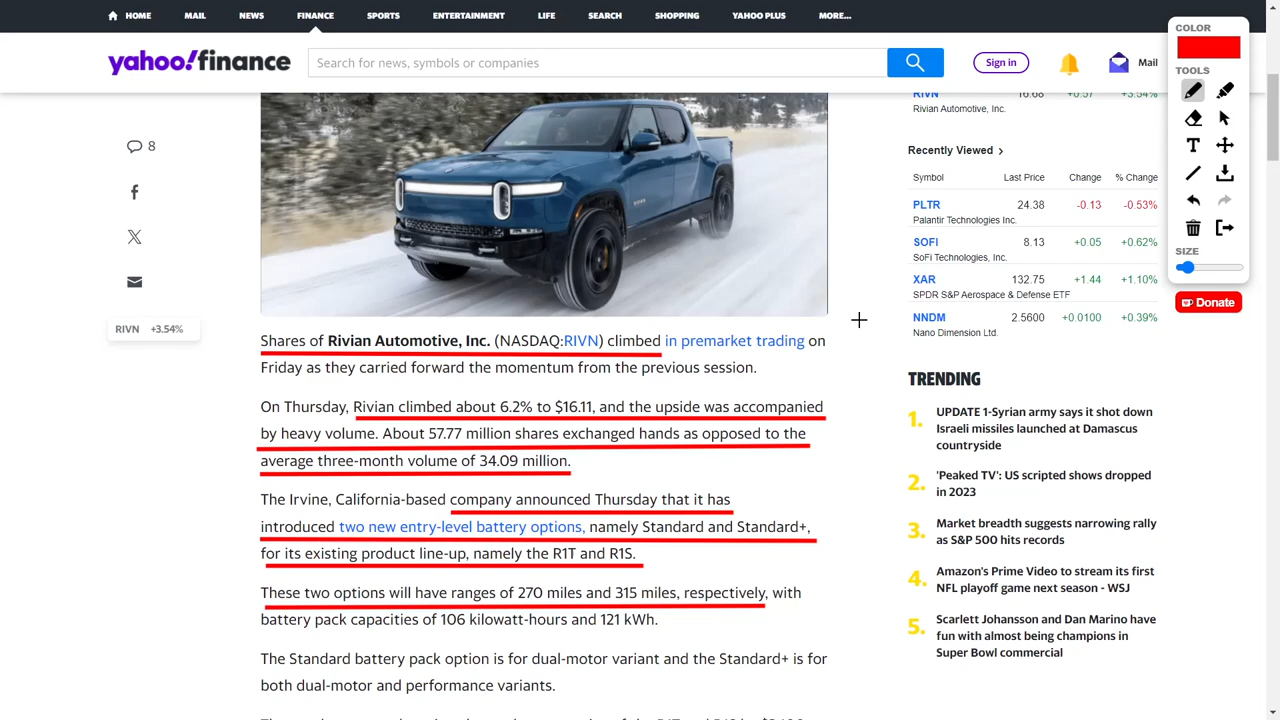 HOME
MAIL
NEWS
FINANCE
SPORTS
ENTERTAINMENT
LIFE
SEARCH
SHOPPING
YAHOO PLUS
MORE...
yahoo!finance
Search for news, symbols or companies
Sign in
Mail
8
RIVN +3.54%
Shares of Rivian Automotive, Inc. (NASDAQ:RIVN) climbed in premarket trading on
Friday as they carried forward the momentum from the previous session.
On Thursday, Rivian climbed about 6.2% to $16.11, and the upside was accompanied
by heavy volume. About 57.77 million shares exchanged hands as opposed to the
average three-month volume of 34.09 million.
The Irvine, California-based company announced Thursday that it has
introduced two new entry-level battery options, namely Standard and Standard+,
for its existing product line-up, namely the R1T and R1S.
These two options will have ranges of 270 miles and 315 miles, respectively, with
battery pack capacities of 106 kilowatt-hours and 121 kWh.
The Standard battery pack option is for dual-motor variant and the Standard+ is for
both dual-motor and performance variants.
RIVN 16.68 +0.57 +3.54%
Rivian Automotive, Inc.
Recently Viewed
Symbol Last Price Change % Change
PLTR 24.38 -0.13 -0.53%
Palantir Technologies Inc.
SOFI 8.13 +0.05 +0.62%
SoFi Technologies, Inc.
XAR 132.75 +1.44 +1.10%
SPDR S&P Aerospace & Defense ETF
NNDM 2.5600 +0.0100 +0.39%
Nano Dimension Ltd.
TRENDING
1. UPDATE 1-Syrian army says it shot down
Israeli missiles launched at Damascus
countryside
2. 'Peaked TV': US scripted shows dropped
in 2023
3. Market breadth suggests narrowing rally
as S&P 500 hits records
4. Amazon's Prime Video to stream its first
NFL playoff game next season - WSJ
5. Scarlett Johansson and Dan Marino have
fun with almost being champions in
Super Bowl commercial
COLOR
TOOLS
T
SIZE
Donate